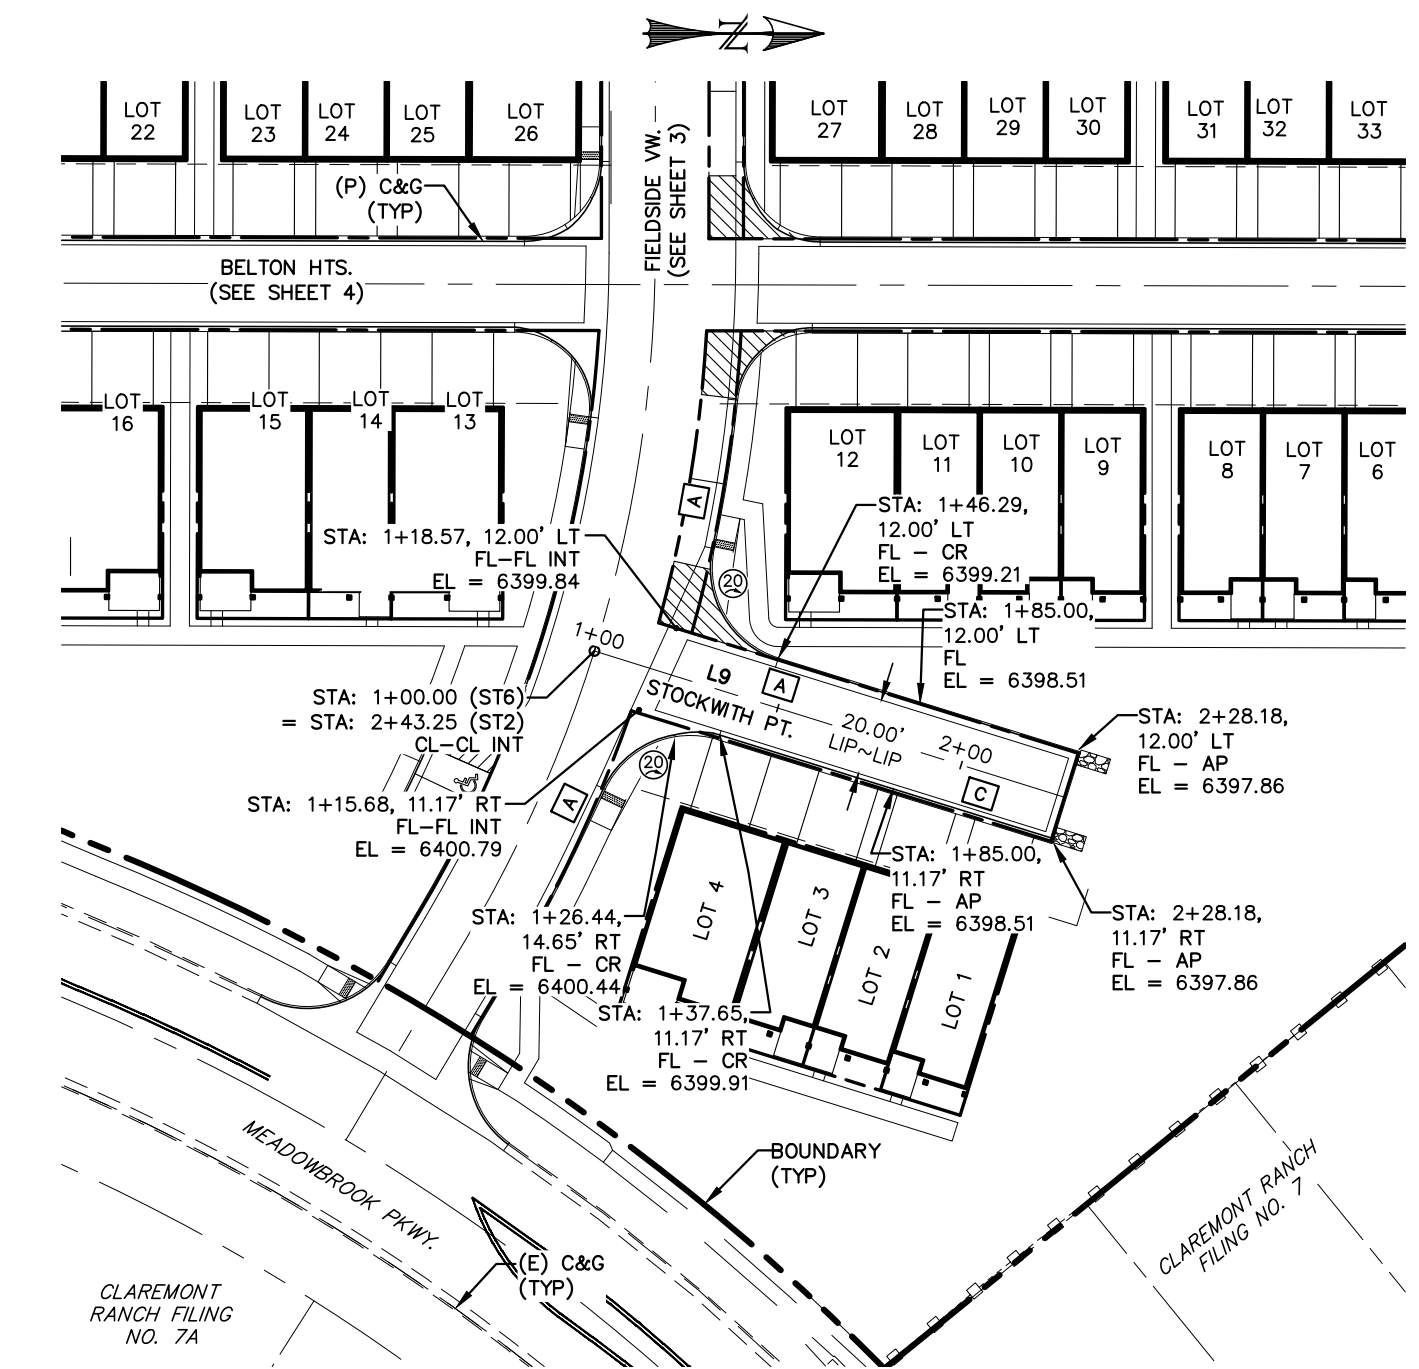 N
LOT
22
LOT
23
LOT
24
LOT
25
LOT
26
FIELDSIDE VW.
(SEE SHEET 3)
LOT
27
LOT
28
LOT
29
LOT
30
LOT
31
LOT
32
LOT
33
(P) C&G
(TYP)
BELTON HTS.
(SEE SHEET 4)
LOT
16
LOT
15
LOT
14
LOT
13
LOT
12
LOT
11
LOT
10
LOT
9
LOT
8
LOT
7
LOT
6
A
STA: 1+18.57, 12.00' LT
FL-FL INT
EL = 6399.84
STA: 1+46.29,
12.00' LT
FL - CR
EL = 6399.21
20
STA: 1+85.00,
12.00' LT
FL
EL = 6398.51
1+00
STA: 1+00.00 (ST6)
= STA: 2+43.25 (ST2)
CL-CL INT
L9
STOCKWITH PT.
A
20.00'
LIP~LIP
2+00
C
STA: 2+28.18,
12.00' LT
FL - AP
EL = 6397.86
20
A
STA: 1+15.68, 11.17' RT
FL-FL INT
EL = 6400.79
STA: 1+85.00,
11.17' RT
FL - AP
EL = 6398.51
STA: 2+28.18,
11.17' RT
FL - AP
EL = 6397.86
STA: 1+26.44,
14.65' RT
FL - CR
EL = 6400.44
LOT 4
LOT 3
LOT 2
LOT 1
STA: 1+37.65,
11.17' RT
FL - CR
EL = 6399.91
MEADOWBROOK PKWY.
BOUNDARY
(TYP)
(E) C&G
(TYP)
CLAREMONT RANCH
FILING NO. 7
CLAREMONT
RANCH FILING
NO. 7A